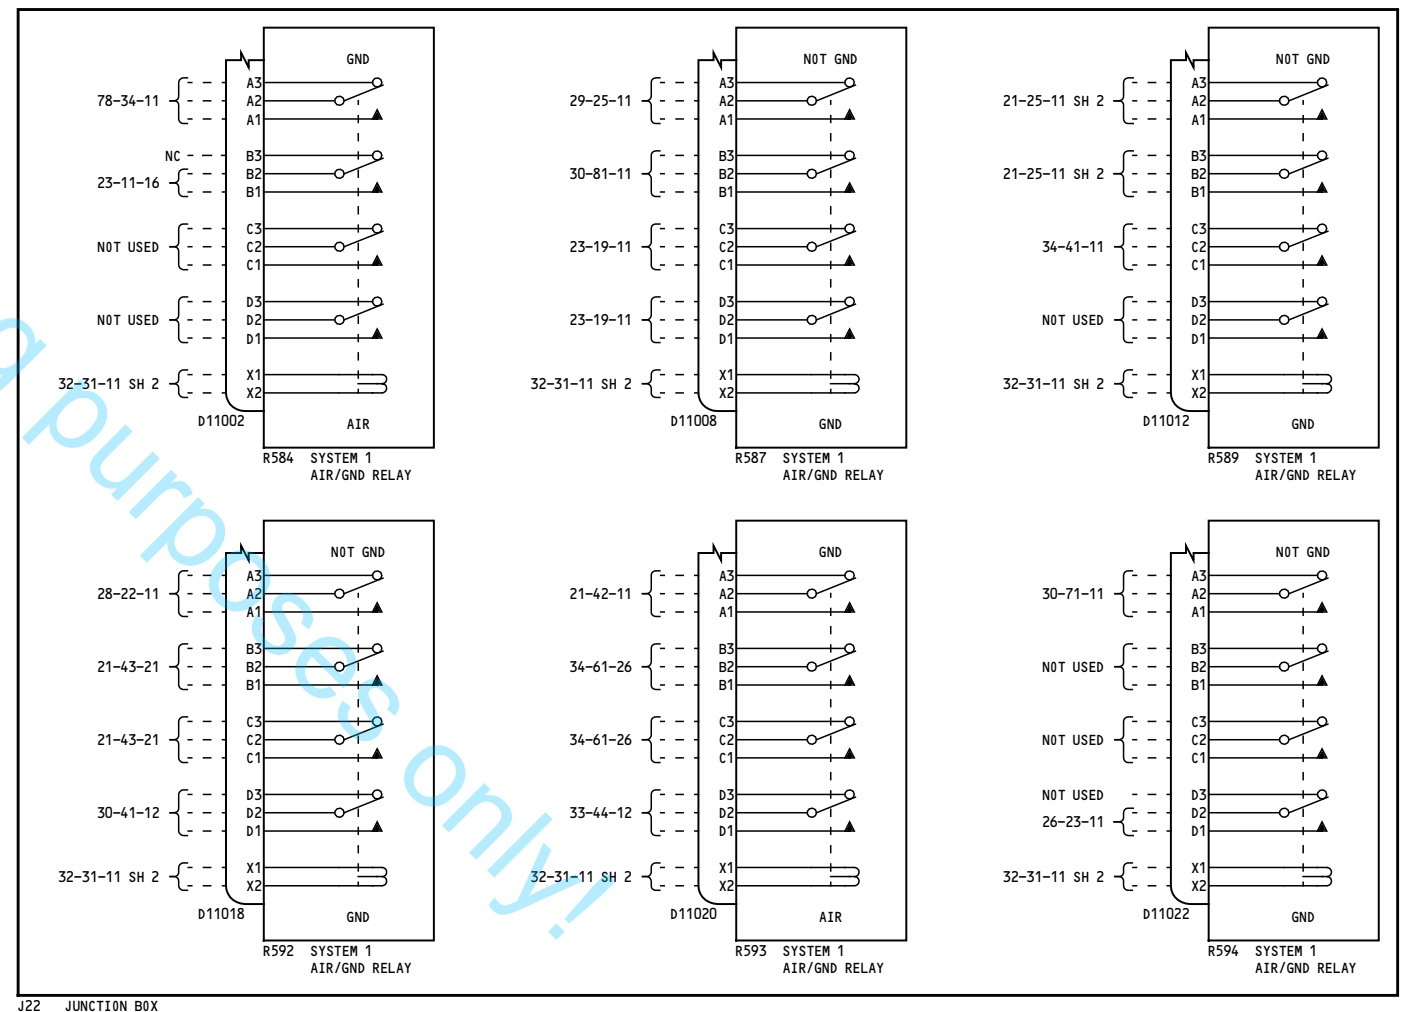 GND
78-34-11
A3
A2
A1
NC
23-11-16
B3
B2
B1
NOT USED
C3
C2
C1
NOT USED
D3
D2
D1
32-31-11 SH 2
X1
X2
D11002
AIR
R584 SYSTEM 1
AIR/GND RELAY
NOT GND
29-25-11
A3
A2
A1
30-81-11
B3
B2
B1
23-19-11
C3
C2
C1
23-19-11
D3
D2
D1
32-31-11 SH 2
X1
X2
D11008
GND
R587 SYSTEM 1
AIR/GND RELAY
NOT GND
21-25-11 SH 2
A3
A2
A1
21-25-11 SH 2
B3
B2
B1
34-41-11
C3
C2
C1
NOT USED
D3
D2
D1
32-31-11 SH 2
X1
X2
D11012
GND
R589 SYSTEM 1
AIR/GND RELAY
NOT GND
28-22-11
A3
A2
A1
21-43-21
B3
B2
B1
21-43-21
C3
C2
C1
30-41-12
D3
D2
D1
32-31-11 SH 2
X1
X2
D11018
GND
R592 SYSTEM 1
AIR/GND RELAY
GND
21-42-11
A3
A2
A1
34-61-26
B3
B2
B1
34-61-26
C3
C2
C1
33-44-12
D3
D2
D1
32-31-11 SH 2
X1
X2
D11020
AIR
R593 SYSTEM 1
AIR/GND RELAY
NOT GND
30-71-11
A3
A2
A1
NOT USED
B3
B2
B1
NOT USED
C3
C2
C1
NOT USED
26-23-11
D3
D2
D1
32-31-11 SH 2
X1
X2
D11022
GND
R594 SYSTEM 1
AIR/GND RELAY
J22 JUNCTION BOX
purposes only!